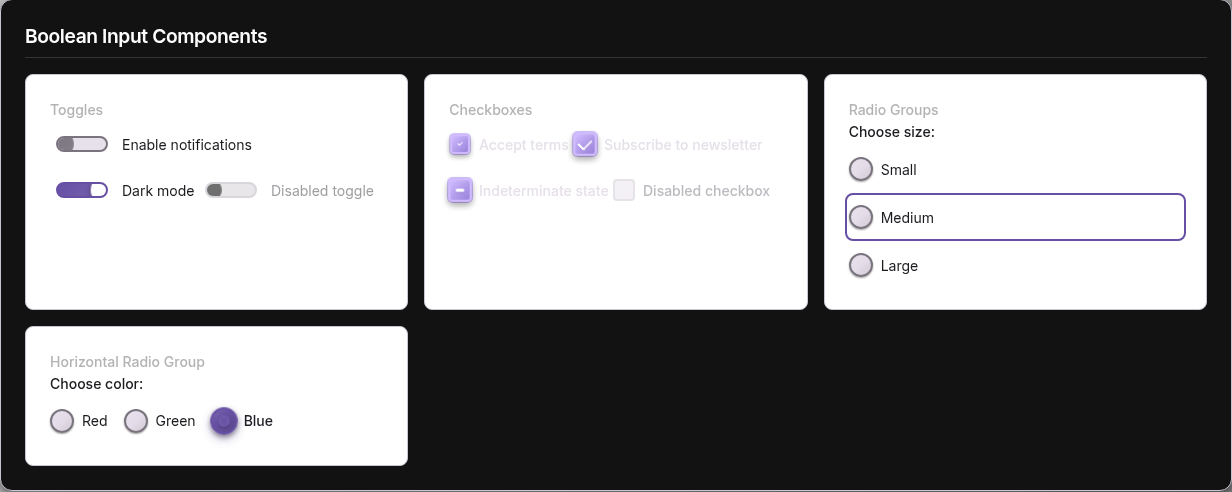 Boolean Input Components
Toggles
Enable notifications
Dark mode Disabled toggle
Checkboxes
Accept terms Subscribe to newsletter
Indeterminate state Disabled checkbox
Radio Groups
Choose size:
Small
Medium
Large
Horizontal Radio Group
Choose color:
Red Green Blue